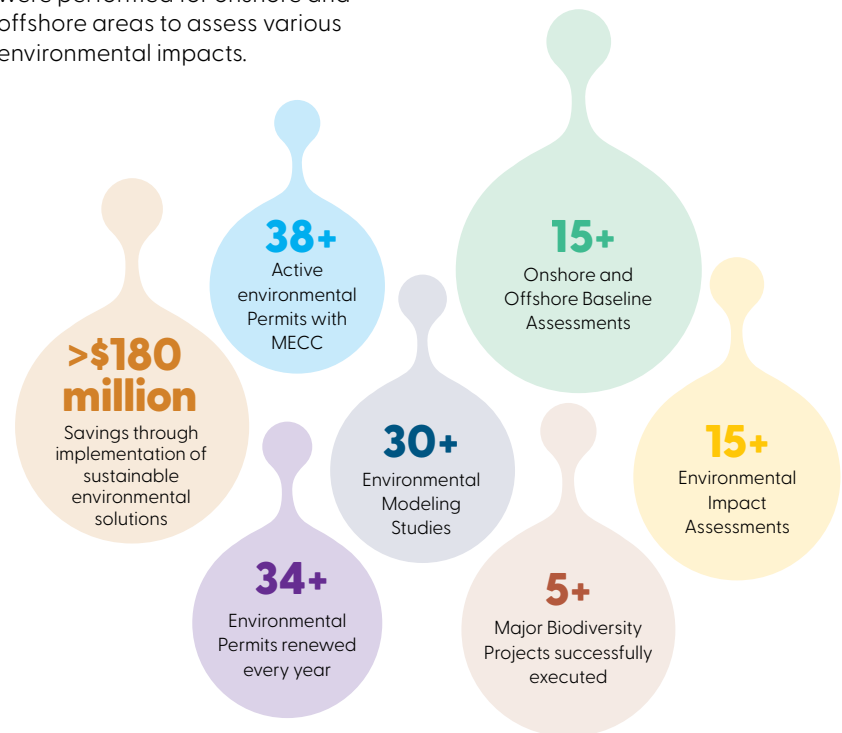 were performed for onshore and
offshore areas to assess various
environmental impacts.
38+
Active
environmental
Permits with
MECC
15+
Onshore and
Offshore Baseline
Assessments
>$180
million
Savings through
implementation of
sustainable
environmental
solutions
30+
Environmental
Modeling
Studies
15+
Environmental
Impact
Assessments
34+
Environmental
Permits renewed
every year
5+
Major Biodiversity
Projects successfully
executed